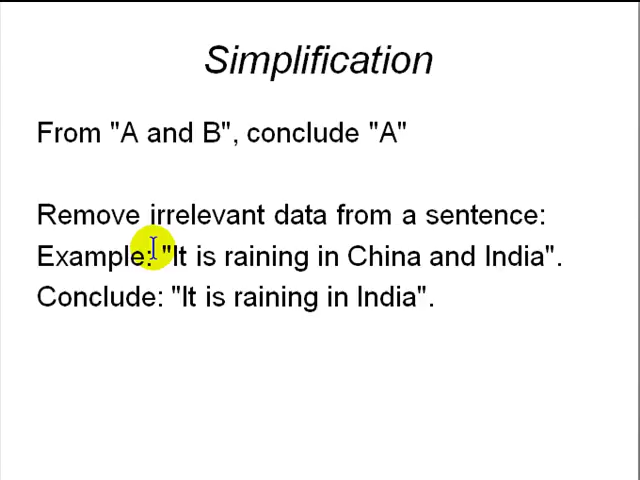 Simplification
From "A and B", conclude "A"
Remove irrelevant data from a sentence:
Example: "It is raining in China and India".
Conclude: "It is raining in India".